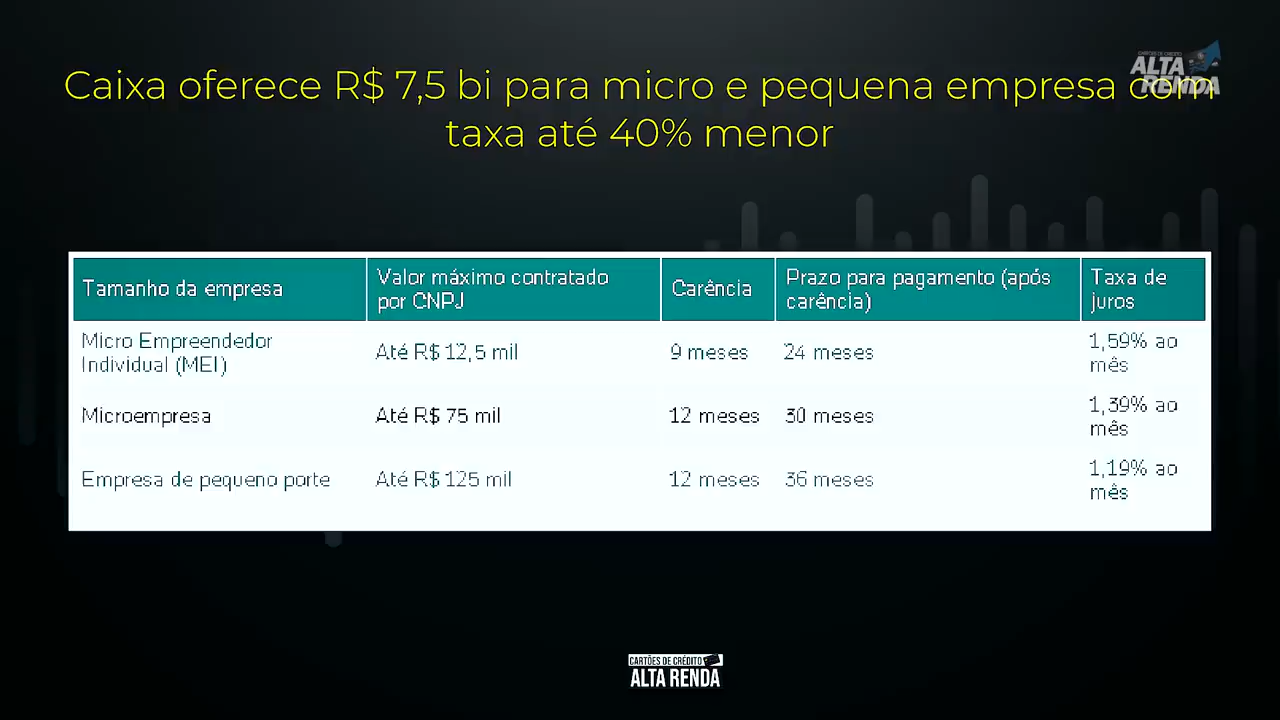 CARTÕES DE CRÉDITO
ALTA
RENDA
Caixa oferece R$ 7,5 bi para micro e pequena empresa com
taxa até 40% menor
Tamanho da empresa
Valor máximo contratado
por CNPJ
Carência
Prazo para pagamento (após
carência)
Taxa de
juros
Micro Empreendedor
Individual (MEI)
Até R$ 12,5 mil
9 meses
24 meses
1,59% ao
mês
Microempresa
Até R$ 75 mil
12 meses
30 meses
1,39% ao
mês
Empresa de pequeno porte
Até R$ 125 mil
12 meses
36 meses
1,19% ao
mês
CARTÕES DE CRÉDITO
ALTA RENDA